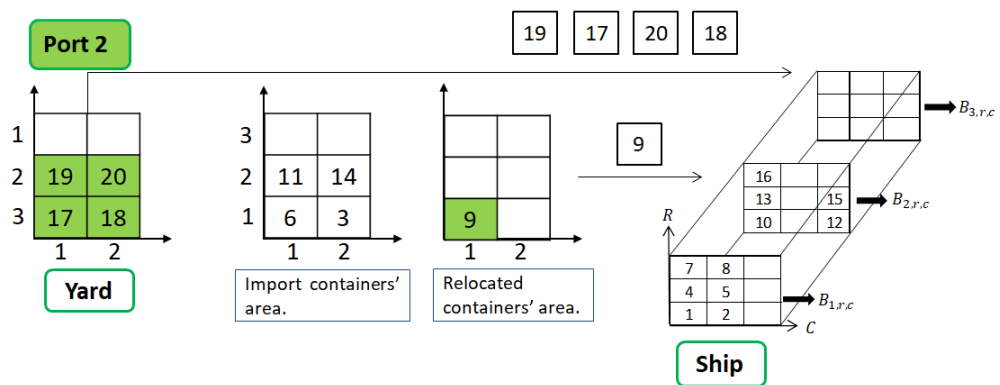 19 17 20 18
Port 2
1
2 19 20
3 17 18
1 2
Yard
3
2 11 14
1 6 3
1 2
Import containers'
area.
9
1 2
Relocated
containers' area.
9
B3,r,c
16
13 15
10 12
B2,r,c
R
7 8
4 5
1 2
B1,r,c
C
Ship